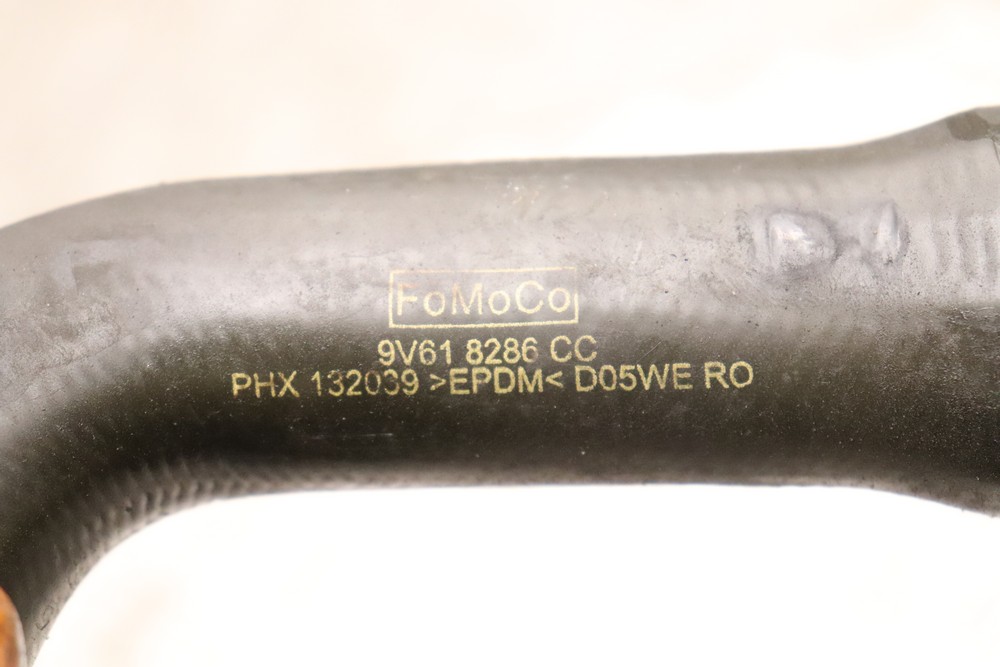 FoMoCo
9V61 8286 CC
PHX 132039 >EPDM< D05WE RO